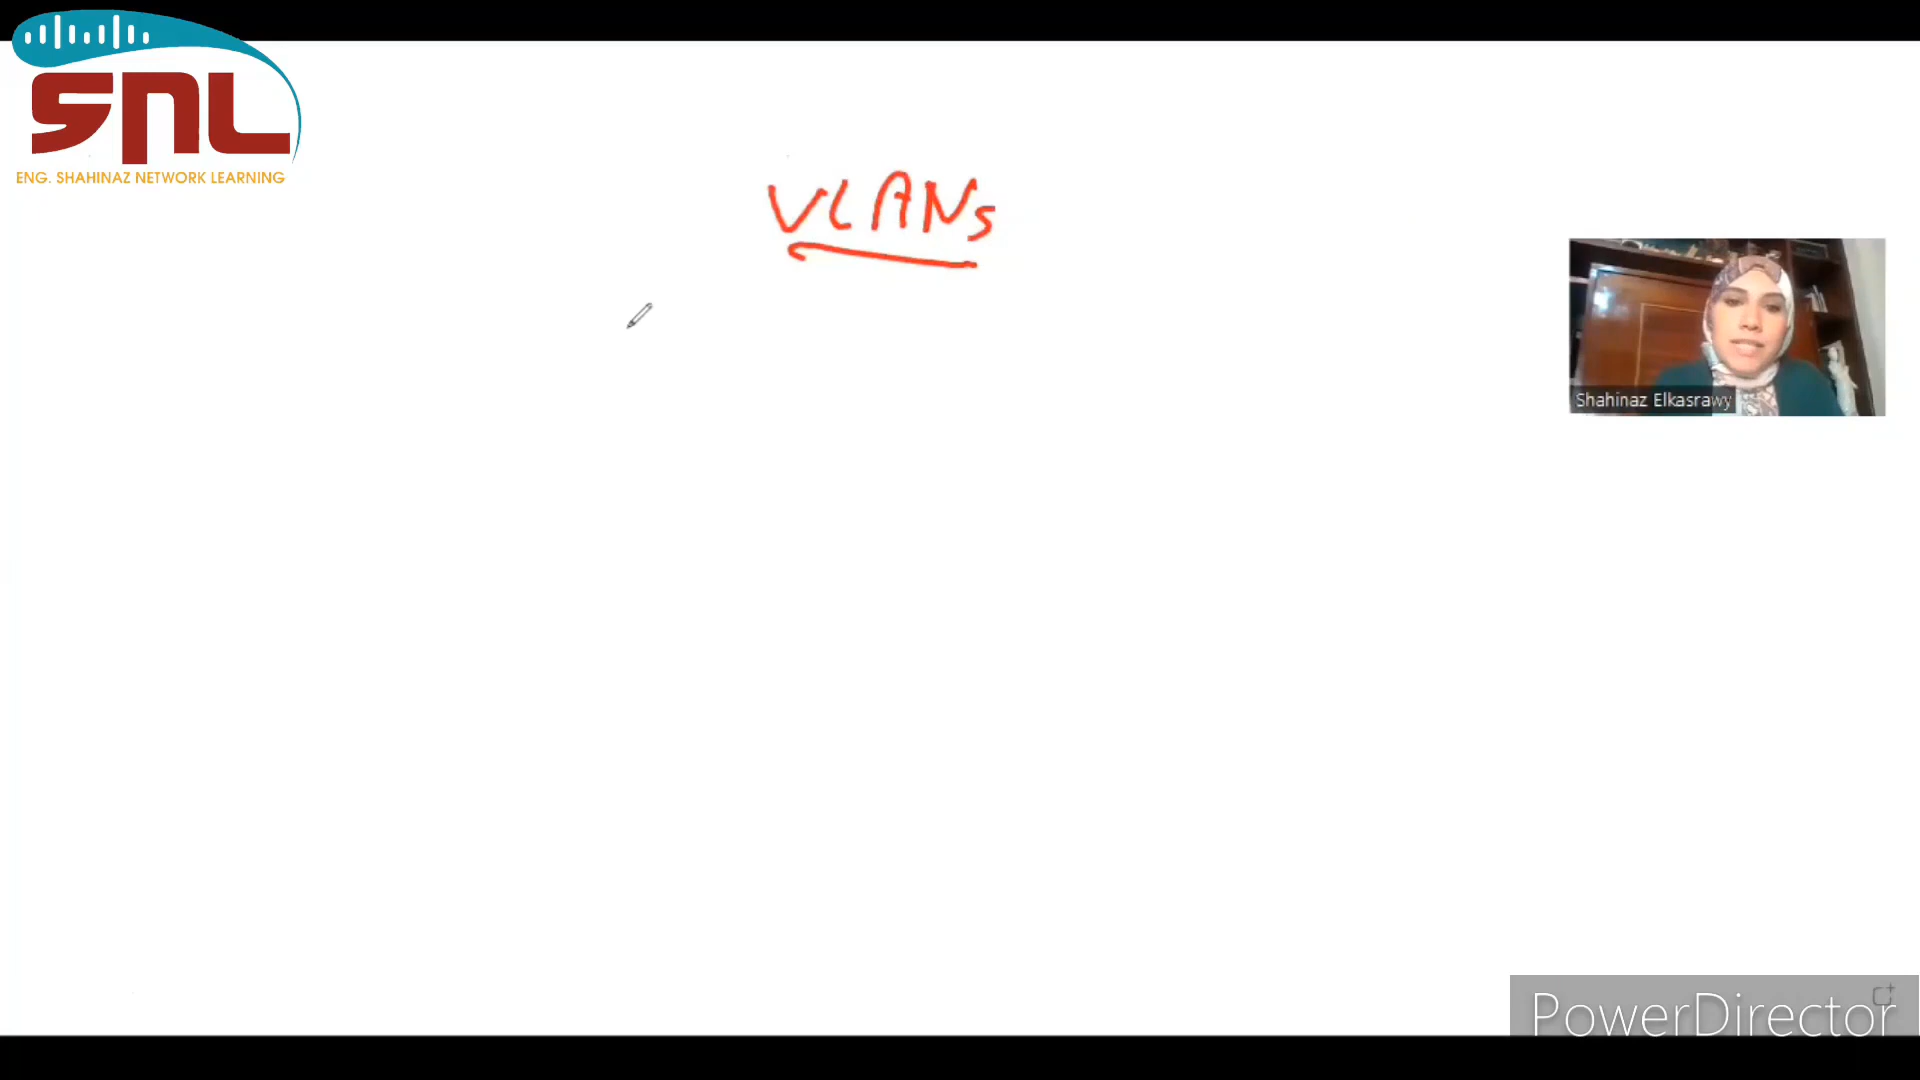 SNL
ENG. SHAHINAZ NETWORK LEARNING
VLANs
Shahinaz Elkasrawy
PowerDirector